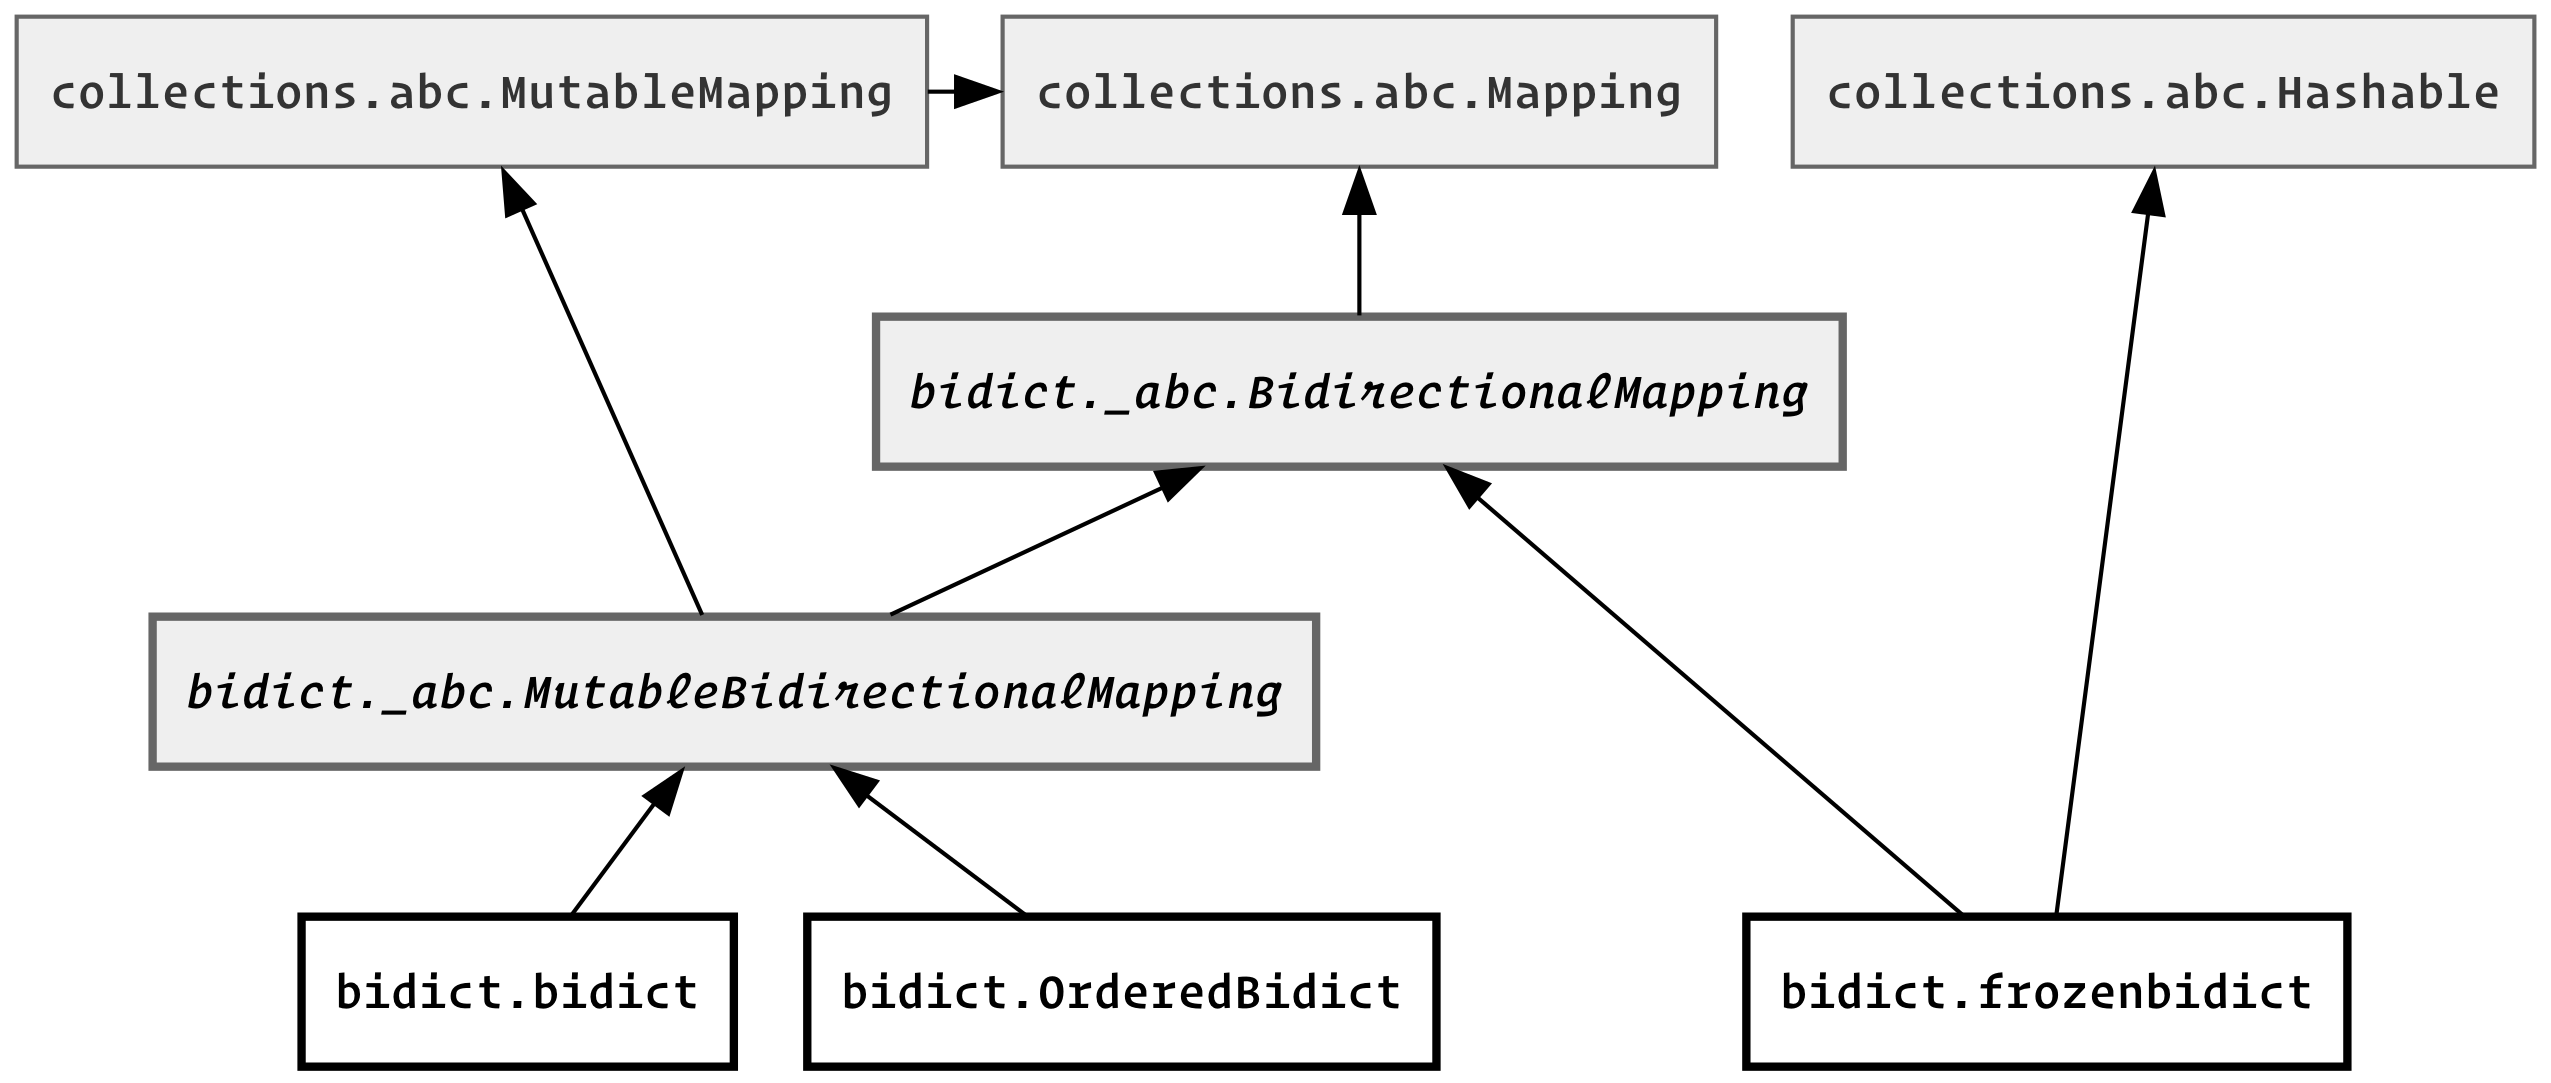 collections.abc.MutableMapping
collections.abc.Mapping
collections.abc.Hashable
bidict._abc.BidirectionalMapping
bidict._abc.MutableBidirectionalMapping
bidict.bidict
bidict.OrderedBidict
bidict.frozenbidict